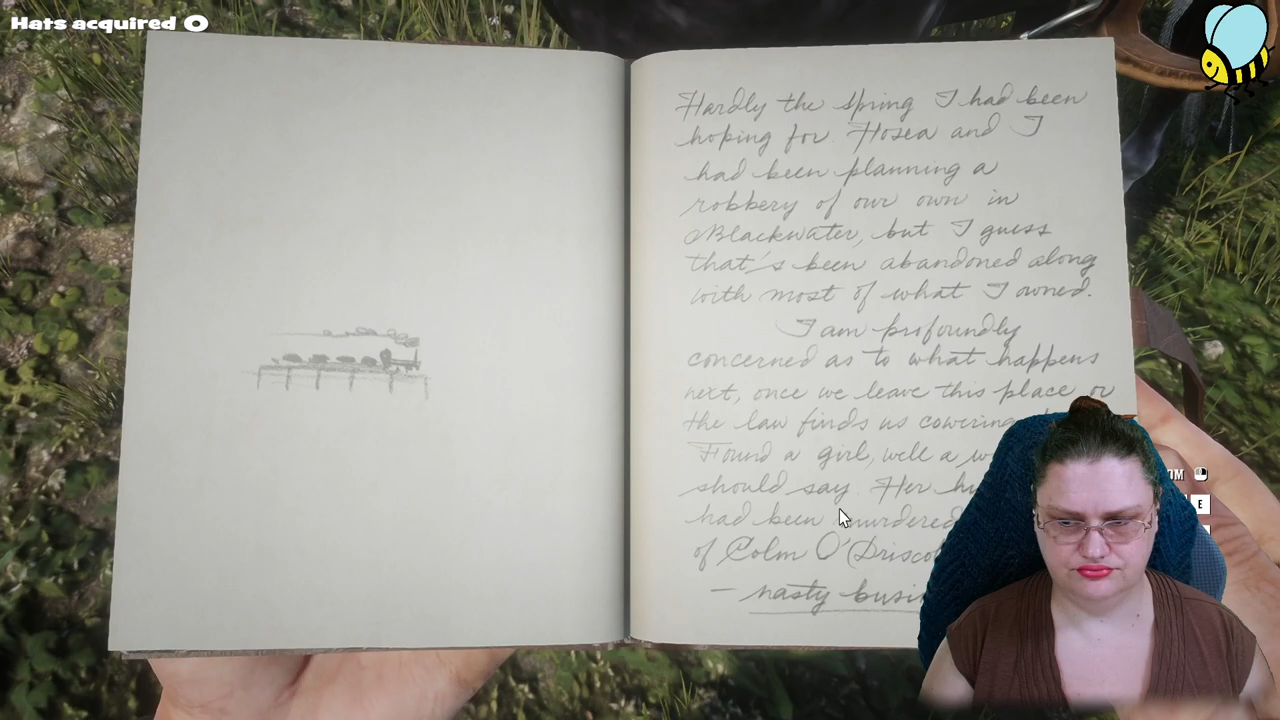 Hats acquired 0
Hardly the spring I had been
hoping for. Hosea and I
had been planning a
robbery of our own in
Blackwater, but I guess
that's been abandoned along
with most of what I owned.
I am profoundly
concerned as to what happens
next, once we leave this place or
the law finds us cowering
Found a girl, well a
should say. Her
had been murdered
of Colm O'Driscol
– nasty
E